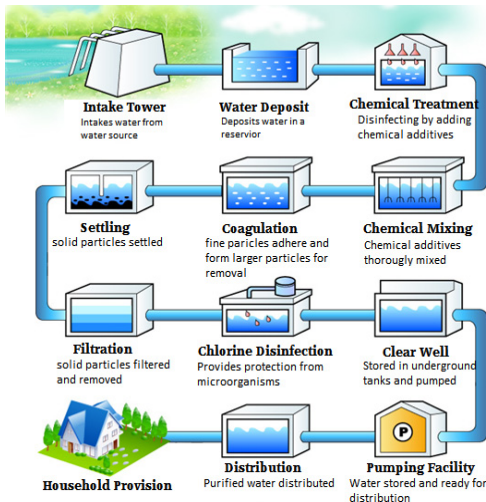 Intake Tower
Intakes water from
water source
Water Deposit
Deposits water in a
reservior
Chemical Treatment
Disinfecting by adding
chemical additives
Settling
solid particles settled
Coagulation
fine paricles adhere and
form larger particles for
removal
Chemical Mixing
Chemical additives
thorougly mixed
Filtration
solid particles filtered
and removed
Chlorine Disinfection
Provides protection from
microorganisms
Clear Well
Stored in underground
tanks and pumped
Household Provision
Distribution
Purified water distributed
P
Pumping Facility
Water stored and ready for
distribution